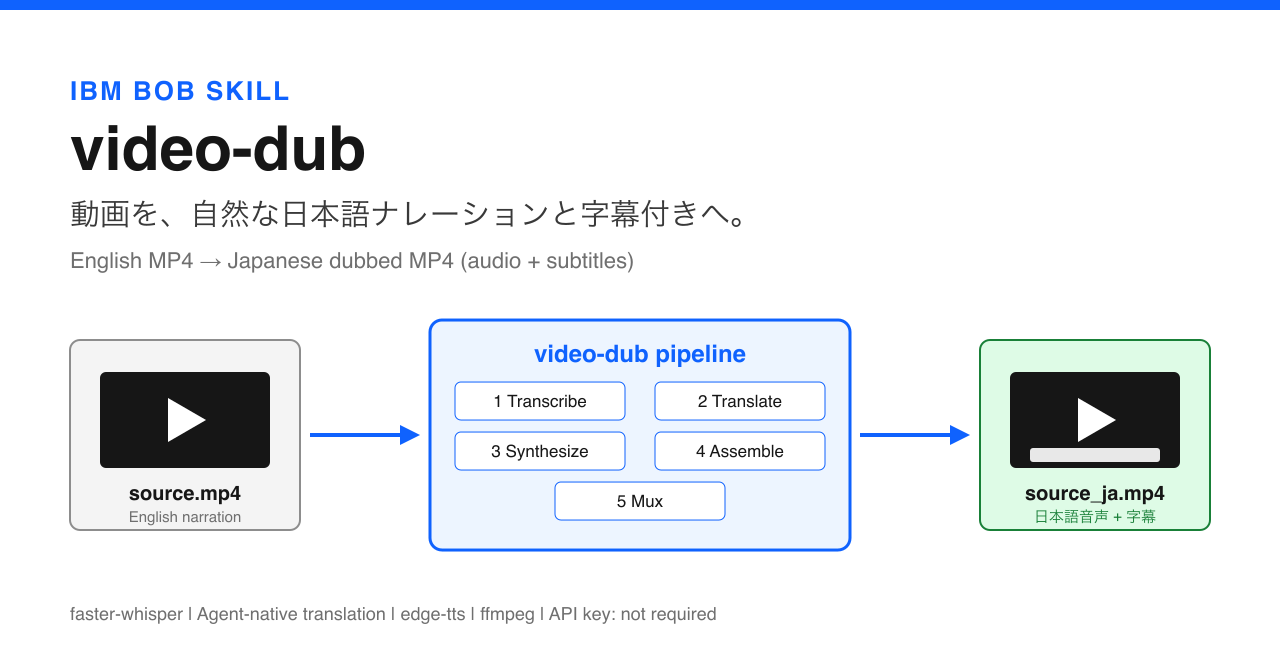 IBM BOB SKILL
video-dub
動画を、自然な日本語ナレーションと字幕付きへ。
English MP4 → Japanese dubbed MP4 (audio + subtitles)
source.mp4
English narration
video-dub pipeline
1 Transcribe
2 Translate
3 Synthesize
4 Assemble
5 Mux
source_ja.mp4
日本語音声 + 字幕
faster-whisper | Agent-native translation | edge-tts | ffmpeg | API key: not required